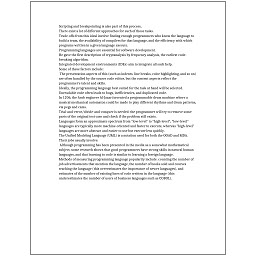 Scripting and breakpointing is also part of this process.
There exist a lot of different approaches for each of those tasks.
Trade-offs from this ideal involve finding enough programmers who know the language to build a team, the availability of compilers for that language, and the efficiency with which programs written in a given language execute.
Programming languages are essential for software development.
He gave the first description of cryptanalysis by frequency analysis, the earliest code-breaking algorithm.
Integrated development environments (IDEs) aim to integrate all such help.
Some of these factors include:
The presentation aspects of this (such as indents, line breaks, color highlighting, and so on) are often handled by the source code editor, but the content aspects reflect the programmer's talent and skills.
Ideally, the programming language best suited for the task at hand will be selected.
Unreadable code often leads to bugs, inefficiencies, and duplicated code.
In 1206, the Arab engineer Al-Jazari invented a programmable drum machine where a musical mechanical automaton could be made to play different rhythms and drum patterns, via pegs and cams.
Trial-and-error/divide-and-conquer is needed: the programmer will try to remove some parts of the original test case and check if the problem still exists.
Languages form an approximate spectrum from "low-level" to "high-level"; "low-level" languages are typically more machine-oriented and faster to execute, whereas "high-level" languages are more abstract and easier to use but execute less quickly.
The Unified Modeling Language (UML) is a notation used for both the OOAD and MDA.
Their jobs usually involve:
Although programming has been presented in the media as a somewhat mathematical subject, some research shows that good programmers have strong skills in natural human languages, and that learning to code is similar to learning a foreign language.
Methods of measuring programming language popularity include: counting the number of job advertisements that mention the language, the number of books sold and courses teaching the language (this overestimates the importance of newer languages), and estimates of the number of existing lines of code written in the language (this underestimates the number of users of business languages such as COBOL).